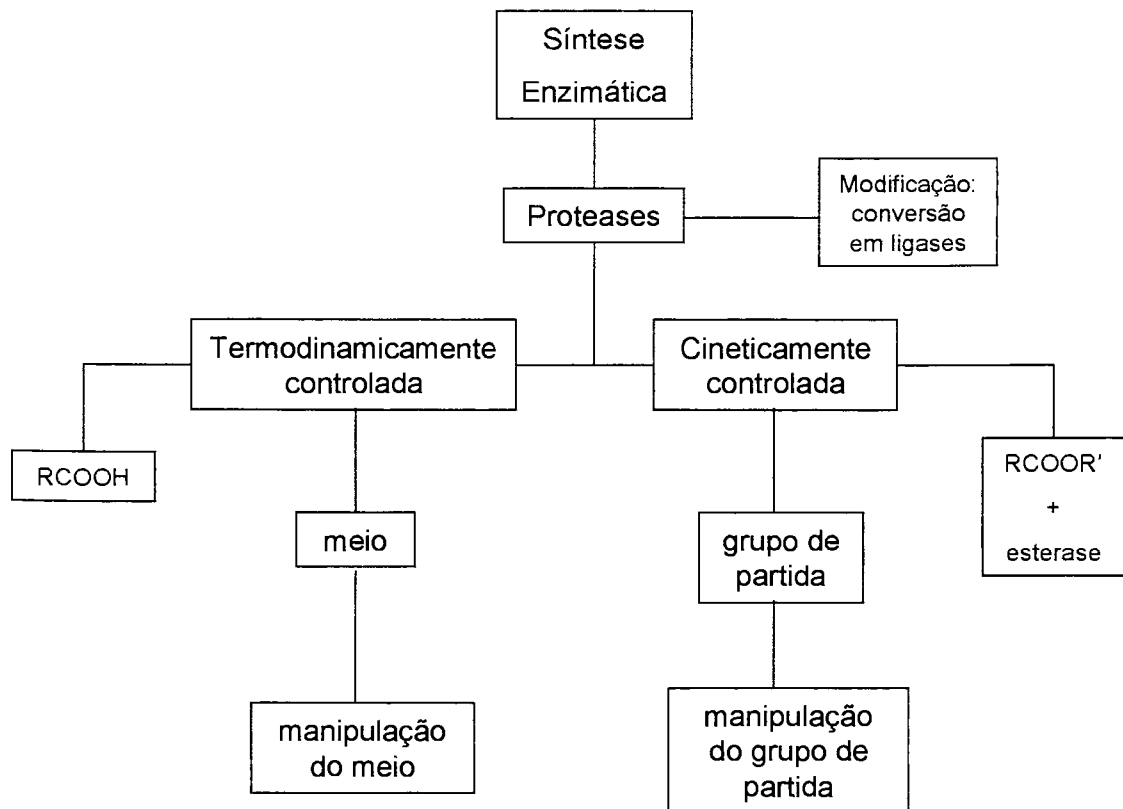 Síntese
Enzimática
Proteases
Modificação:
conversão
em ligases
Termodinamicamente
controlada
Cineticamente
controlada
RCOOH
RCOOR'
+
esterase
meio
grupo de
partida
manipulação
do meio
manipulação
do grupo de
partida